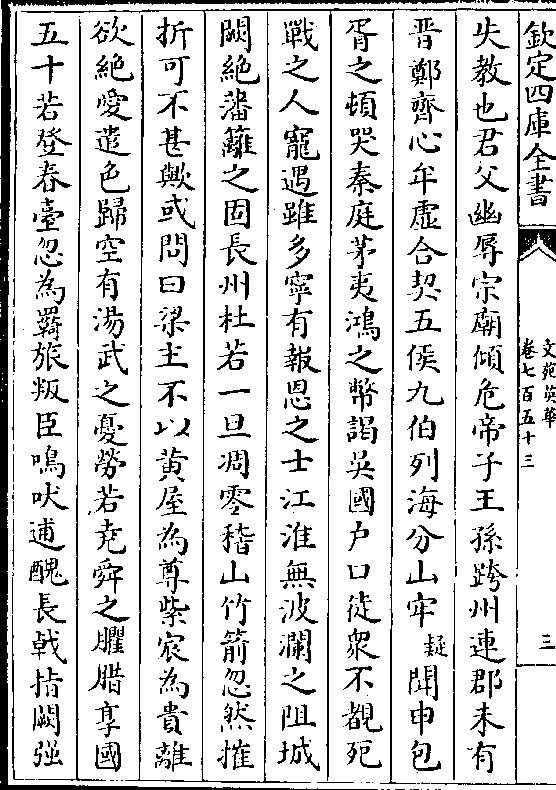 欽定四庫全書
文苑英華
卷七百五十三
三
失教也君父幽辱宗廟傾危帝子王孫跨州連郡未有
晋鄭齊心牟虛合契五侯九伯列海分山牢疑聞申包
胥之頓哭秦庭茅夷鴻之幣謁吳國户口徒衆不覩死
戰之人寵遇雖多寧有報恩之士江淮無波瀾之阻城
闕絶藩籬之固長州杜若一旦凋零稽山竹箭忽然摧
折可不甚歟或問曰梁主不以黄屋為尊紫宸為貴離
欲絶愛遣色歸空有湯武之憂勞若堯舜之臞腊享國
五十若登春臺忽為羇旅叛臣鳴吠逋醜長戟指闕强